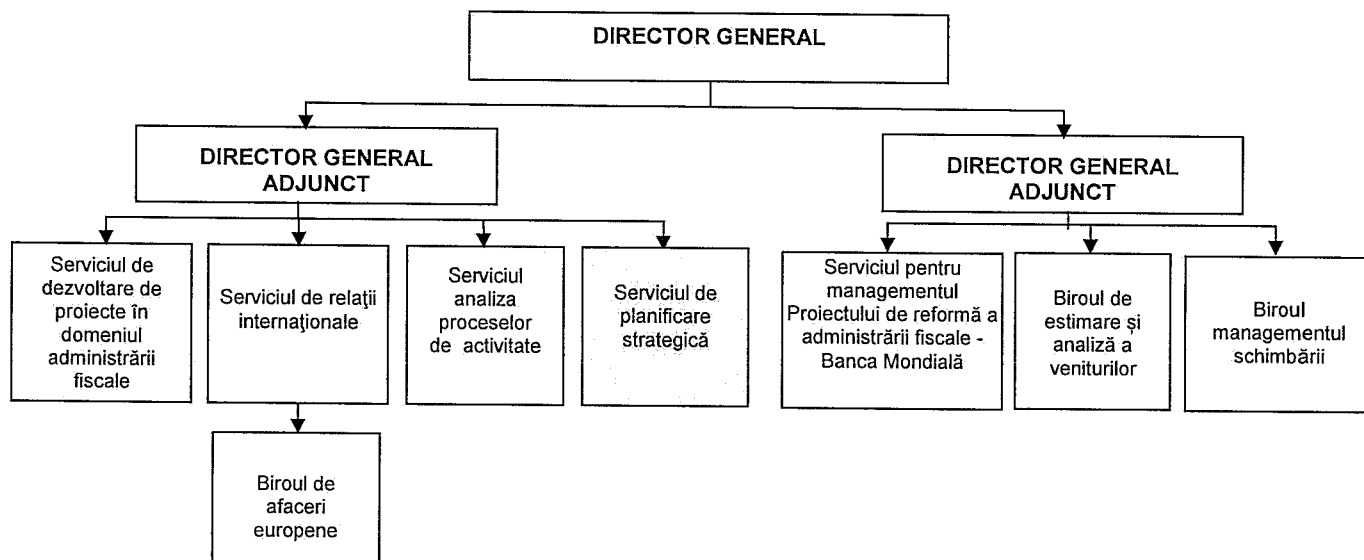 DIRECTOR GENERAL
DIRECTOR GENERAL
ADJUNCT
DIRECTOR GENERAL
ADJUNCT
Serviciul de
dezvoltare de
proiecte în
domeniul
administrării
fiscale
Serviciul de relaţii
internaţionale
Serviciul
analiza
proceselor
de activitate
Serviciul de
planificare
strategică
Serviciul pentru
managementul
Proiectului de reformă a
administrării fiscale -
Banca Mondială
Biroul de
estimare și
analiză a
veniturilor
Biroul
managementul
schimbării
Biroul de
afaceri
europene